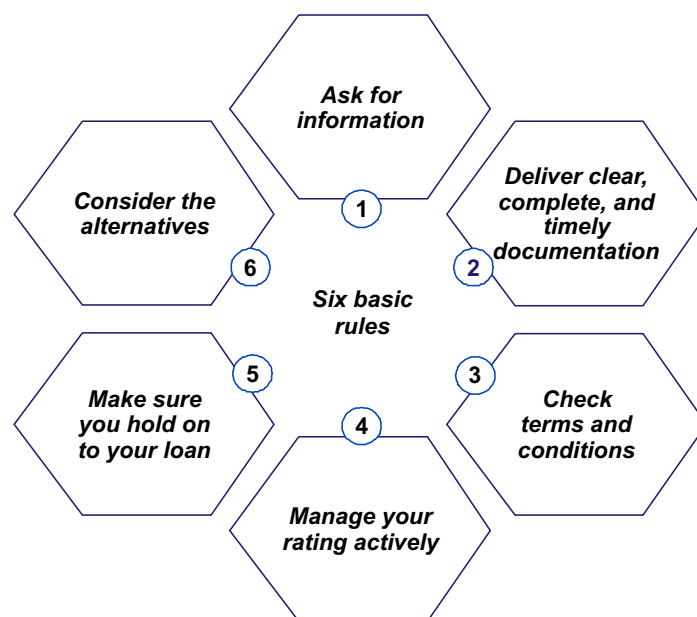 Ask for
information
1
Deliver clear,
complete, and
timely
documentation
2
Check
terms and
conditions
3
Manage your
rating actively
4
Make sure
you hold on
to your loan
5
Consider the
alternatives
6
Six basic
rules